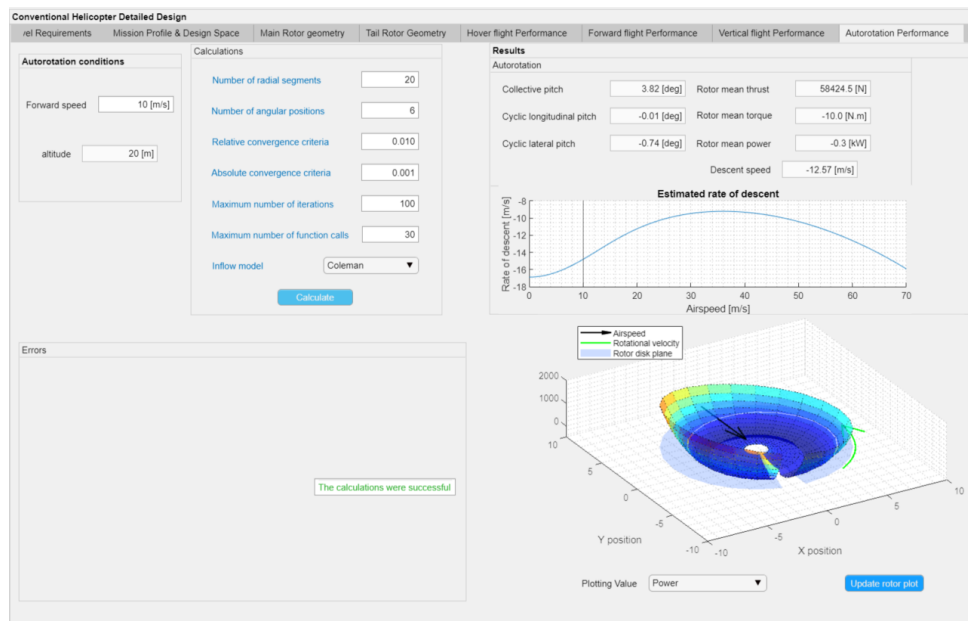 Conventional Helicopter Detailed Design
vel Requirements Mission Profile & Design Space Main Rotor geometry Tail Rotor Geometry Hover flight Performance Forward flight Performance Vertical flight Performance Autorotation Performance
Autorotation conditions
Forward speed 10 [m/s]
altitude 20 [m]
Calculations
Number of radial segments 20
Number of angular positions 6
Relative convergence criteria 0.010
Absolute convergence criteria 0.001
Maximum number of iterations 100
Maximum number of function calls 30
Inflow model Coleman
Calculate
Results
Autorotation
Collective pitch 3.82 [deg] Rotor mean thrust 58424.5 [N]
Cyclic longitudinal pitch -0.01 [deg] Rotor mean torque -10.0 [N.m]
Cyclic lateral pitch -0.74 [deg] Rotor mean power -0.3 [kW]
Descent speed -12.57 [m/s]
Estimated rate of descent
Rate of descent [m/s]
-8
-10
-12
-14
-16
-18
0 10 20 30 40 50 60 70
Airspeed [m/s]
Airspeed
Rotational velocity
Rotor disk plane
2000
1000
0
10
5
0
-5
-10
Y position
-10
-5
0
5
10
X position
Plotting Value Power
Update rotor plot
Errors
The calculations were successful